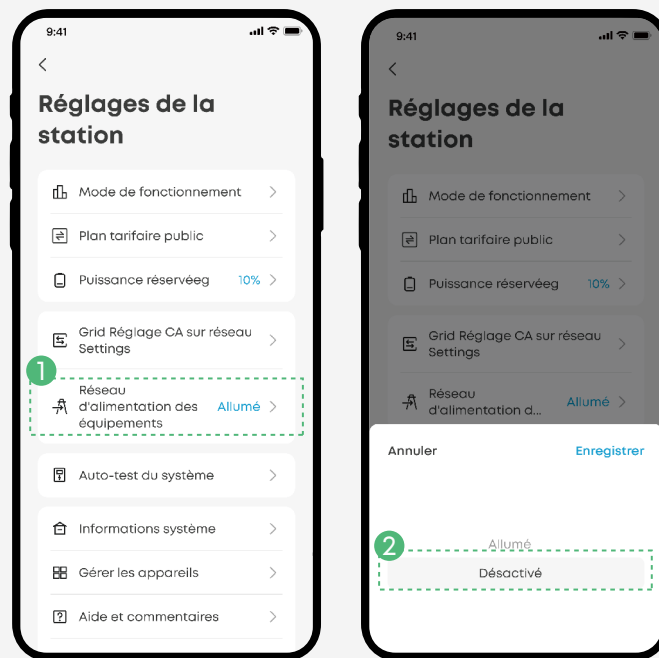 9:41
Réglages de la
station
Mode de fonctionnement
Plan tarifaire public
Puissance réservéeg 10%
Grid Réglage CA sur réseau
Settings
1
Réseau
d'alimentation des Allumé
équipements
Auto-test du système
Informations système
Gérer les appareils
Aide et commentaires
9:41
Réglages de la
station
Mode de fonctionnement
Plan tarifaire public
Puissance réservéeg 10%
Grid Réglage CA sur réseau
Settings
Réseau
d'alimentation d... Allumé
Annuler Enregistrer
2
Allumé
Désactivé